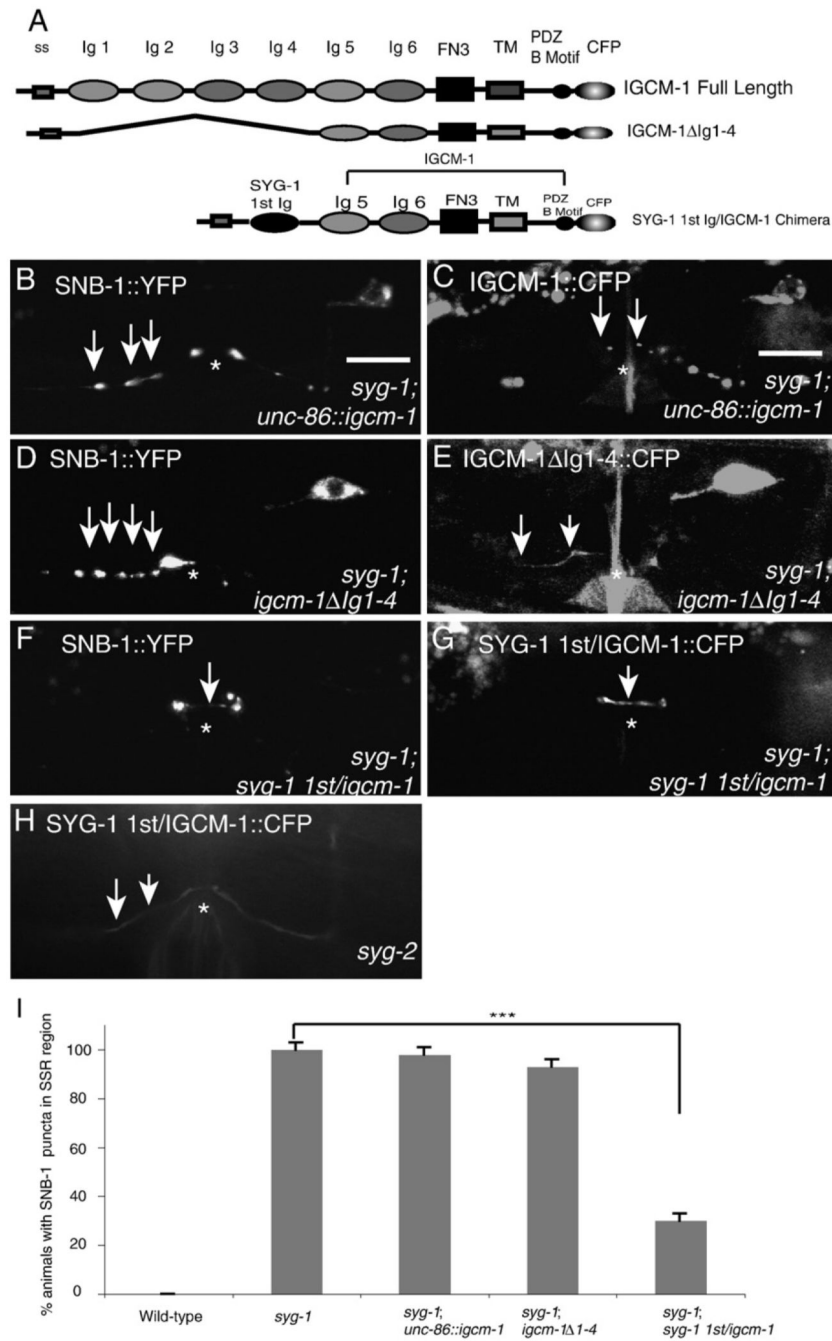 A
ss Ig 1 Ig 2 Ig 3 Ig 4 Ig 5 Ig 6 FN3 TM PDZ B Motif CFP
IGCM-1 Full Length
IGCM-1ΔIg1-4
IGCM-1
SYG-1 1st Ig Ig 5 Ig 6 FN3 TM PDZ B Motif CFP
SYG-1 1st Ig/IGCM-1 Chimera
B SNB-1::YFP
*
syg-1;
unc-86::igcm-1
C IGCM-1::CFP
*
syg-1;
unc-86::igcm-1
D SNB-1::YFP
*
syg-1;
igcm-1ΔIg1-4
E IGCM-1ΔIg1-4::CFP
*
syg-1;
igcm-1ΔIg1-4
F SNB-1::YFP
*
syg-1;
syg-1 1st/igcm-1
G SYG-1 1st/IGCM-1::CFP
*
syg-1;
syg-1 1st/igcm-1
H SYG-1 1st/IGCM-1::CFP
*
syg-2
I
% animals with SNB-1 puncta in SSR region
***
100
80
60
40
20
0
Wild-type
syg-1
syg-1;
unc-86::igcm-1
syg-1;
igcm-1Δ1-4
syg-1;
syg-1 1st/igcm-1